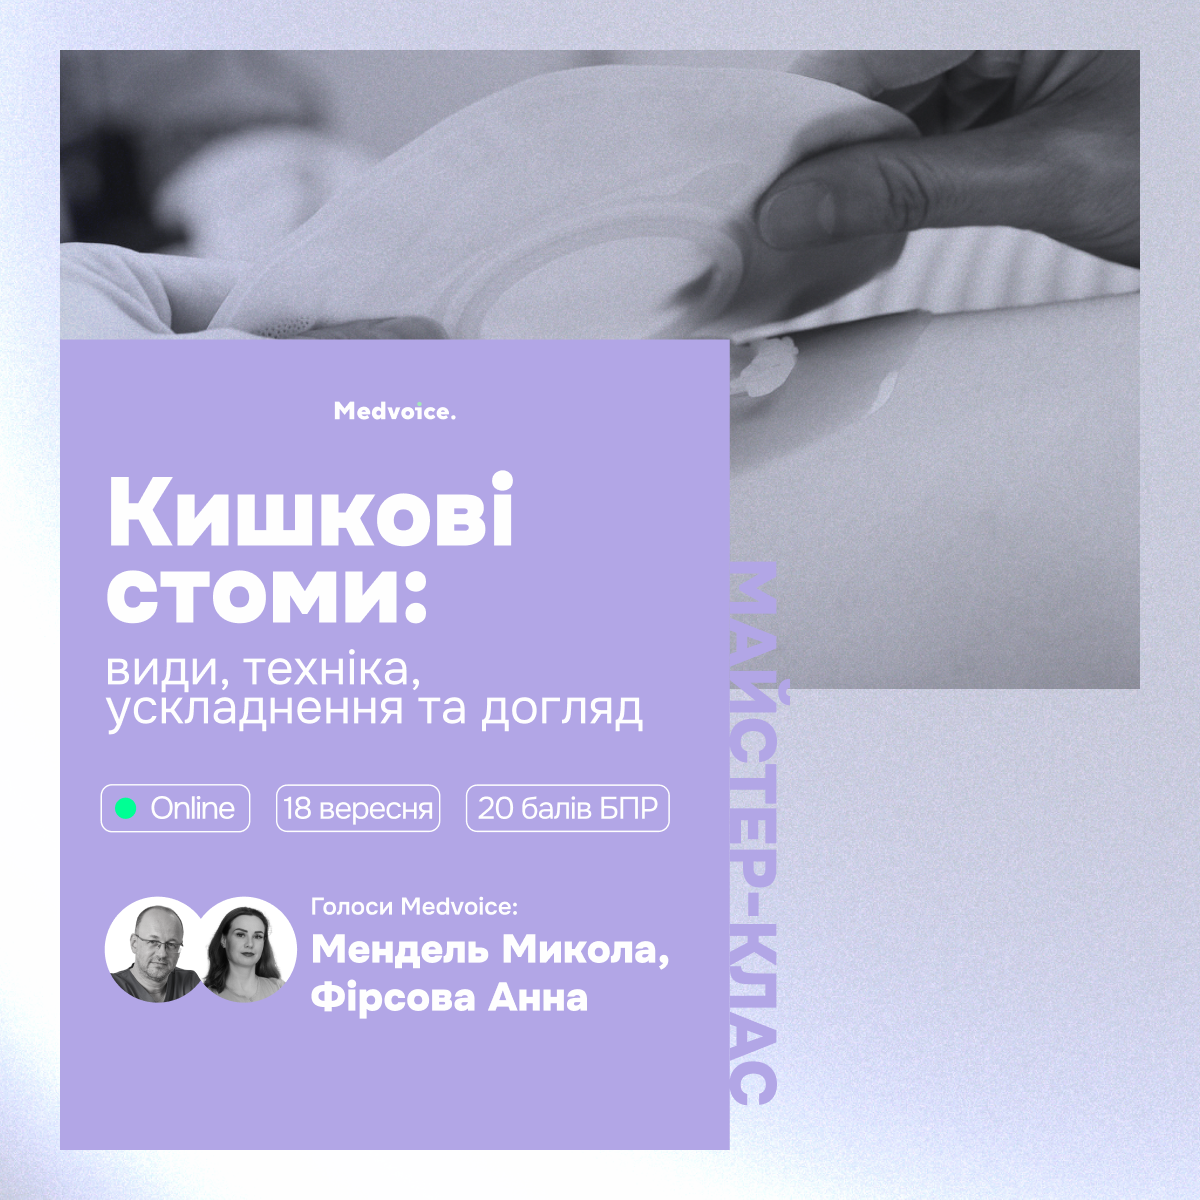 Medvoice.
Кишкові
стоми:
види, техніка,
ускладнення та догляд
Online
18 вересня
20 балів БПР
Голоси Medvoice:
Мендель Микола,
Фірсова Анна
МАЙСТЕР-КЛАС